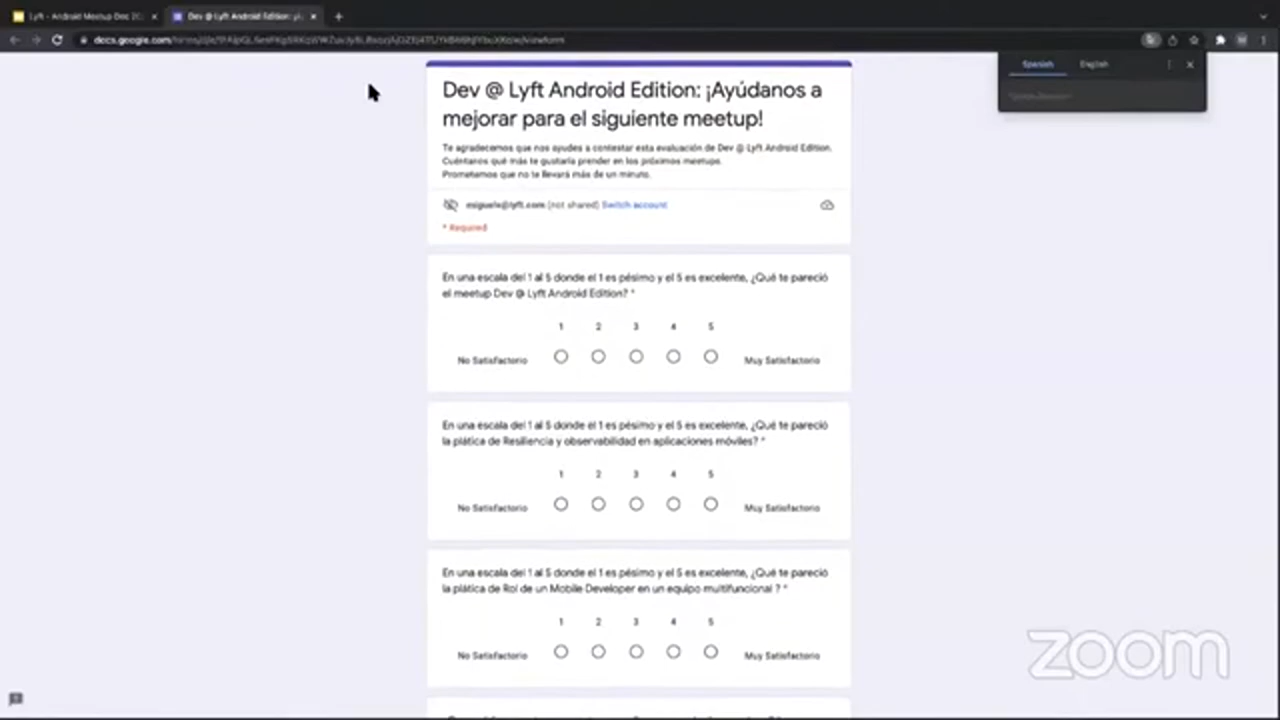 Lyft - Android Meetup Dec 20
Dev @ Lyft Android Edition: ¡
docs.google.com
Spanish English
Dev @ Lyft Android Edition: ¡Ayúdanos a
mejorar para el siguiente meetup!
Te agradecemos que nos ayudes a contestar esta evaluación de Dev @ Lyft Android Edition.
Cuéntanos qué más te gustaría prender en los próximos meetups.
Prometemos que no te llevará más de un minuto.
(not shared) Switch account
* Required
En una escala del 1 al 5 donde el 1 es pésimo y el 5 es excelente, ¿Qué te pareció
el meetup Dev @ Lyft Android Edition? *
1 2 3 4 5
No Satisfactorio Muy Satisfactorio
En una escala del 1 al 5 donde el 1 es pésimo y el 5 es excelente, ¿Qué te pareció
la plática de Resiliencia y observabilidad en aplicaciones móviles? *
1 2 3 4 5
No Satisfactorio Muy Satisfactorio
En una escala del 1 al 5 donde el 1 es pésimo y el 5 es excelente, ¿Qué te pareció
la plática de Rol de un Mobile Developer en un equipo multifuncional ? *
1 2 3 4 5
No Satisfactorio Muy Satisfactorio
zoom